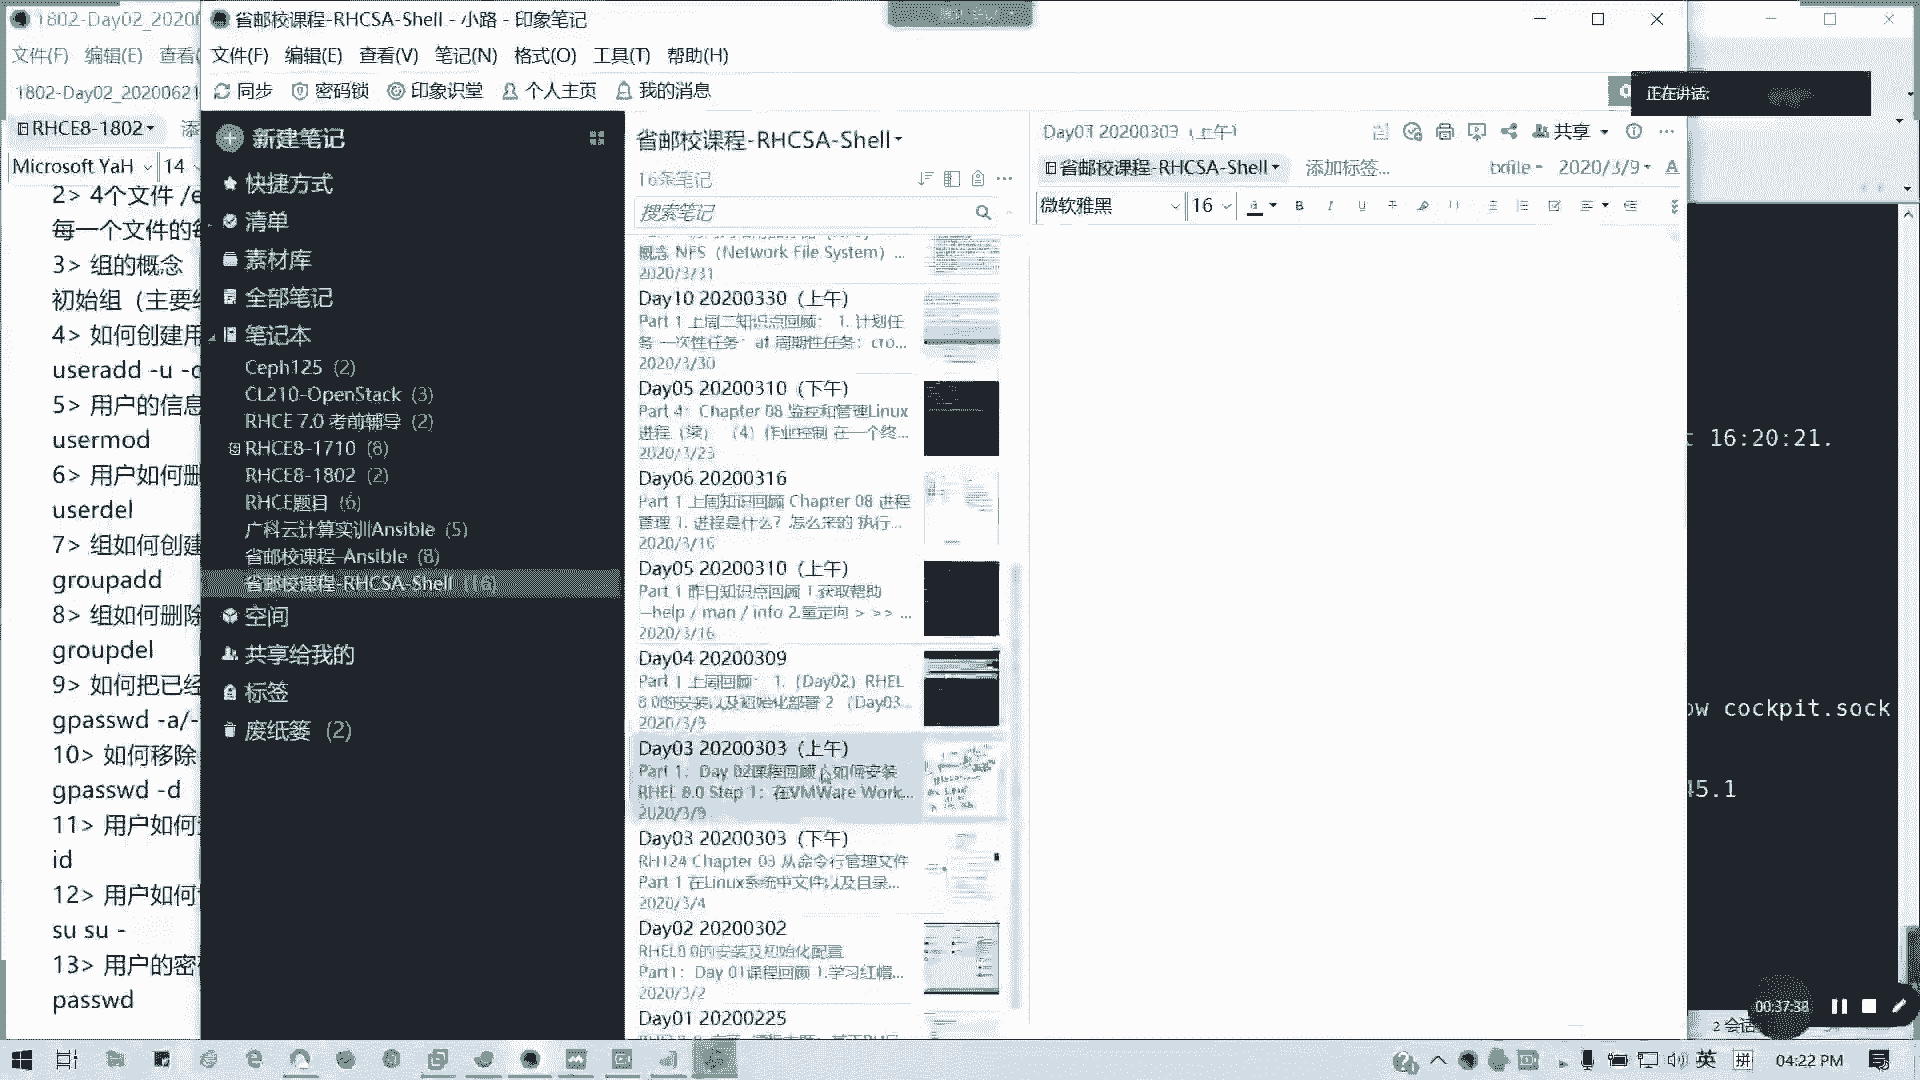 1802-Day02_2020
文件(F) 编辑(E) 查看(
1802-Day02_20200621
RHCE8-1802
Microsoft YaH 14
2> 4个文件 /e
3> 组的概念
初始组（主要
4> 如何创建用
useradd -u
5> 用户的信息
usermod
6> 用户如何删
userdel
7> 组如何创建
groupadd
8> 组如何删除
groupdel
9> 如何把已经
gpasswd -a/-
10> 如何移除
gpasswd -d
11> 用户如何
id
12> 用户如何
su su -
13> 用户的密
passwd
省邮校课程-RHCSA-Shell - 小路 - 印象笔记
文件(F) 编辑(E) 查看(V) 笔记(N) 格式(O) 工具(T) 帮助(H)
同步 密码锁 印象识堂 个人主页 我的消息
新建笔记
快捷方式
清单
素材库
全部笔记
笔记本
Ceph125 (2)
CL210-OpenStack (3)
RHCE 7.0 考前辅导 (2)
RHCE8-1710 (8)
RHCE8-1802 (2)
RHCE题目 (6)
广科云计算实训Ansible (5)
省邮校课程-Ansible (8)
省邮校课程-RHCSA-Shell (16)
空间
共享给我的
标签
废纸篓 (2)
省邮校课程-RHCSA-Shell
16条笔记
搜索笔记
概念 NFS（Network File System）...
2020/3/31
Day10 20200330（上午）
Part 1 上周二知识点回顾： 1. 计划任
务 一次性任务：at 周期性任务：cro...
2020/3/30
Day05 20200310（下午）
Part 4：Chapter 08 监控和管理Linux
进程（续） （4）作业控制 在一个终...
2020/3/23
Day06 20200316
Part 1 上周知识回顾 Chapter 08 进程
管理 1. 进程是什么？怎么来的 执行...
2020/3/16
Day05 20200310（上午）
Part 1 昨日知识点回顾 1.获取帮助
--help / man / info 2.重定向 > >> ...
2020/3/16
Day04 20200309
Part 1 上周回顾： 1.（Day02）RHEL
8.0的安装以及初始化部署 2.（Day03...
2020/3/9
Day03 20200303（上午）
Part 1：Day 02课程回顾 如何安装
RHEL 8.0 Step 1：在VMWare Work...
2020/3/9
Day03 20200303（下午）
RH124 Chapter 03 从命令行管理文件
Part 1 在Linux系统中文件以及目录...
2020/3/4
Day02 20200302
RHEL8.0的安装及初始化配置
Part1：Day 01课程回顾 1.学习红帽...
2020/3/2
Day01 20200225
共享
省邮校课程-RHCSA-Shell 添加标签... 2020/3/9
微软雅黑 16
正在讲话:
16:20:21.
ow cockpit.sock
45.1
00:37:38
2 会话
英 拼 04:22 PM